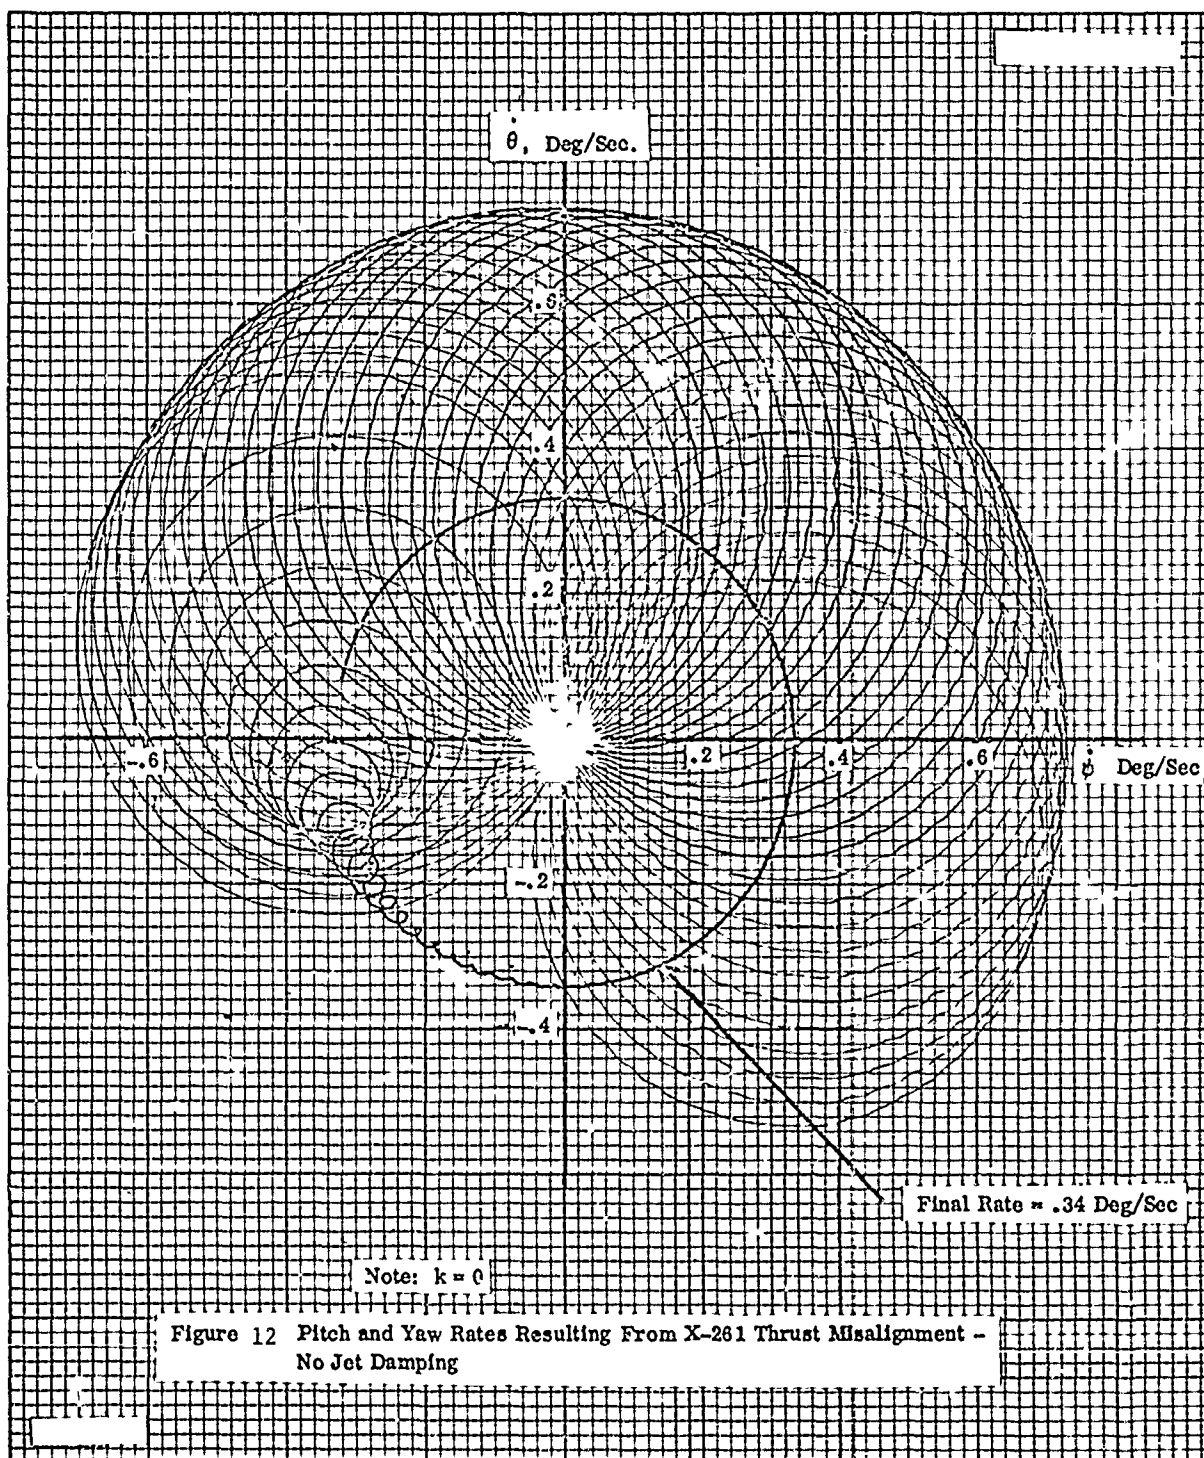 θ̇, Deg/Sec.
.6
.4
.2
-.6
.2
.4
.6
Deg/Sec
-.2
-.4
Final Rate = .34 Deg/Sec
Note: k = 0
Figure 12 Pitch and Yaw Rates Resulting From X-261 Thrust Misalignment –
No Jet Damping